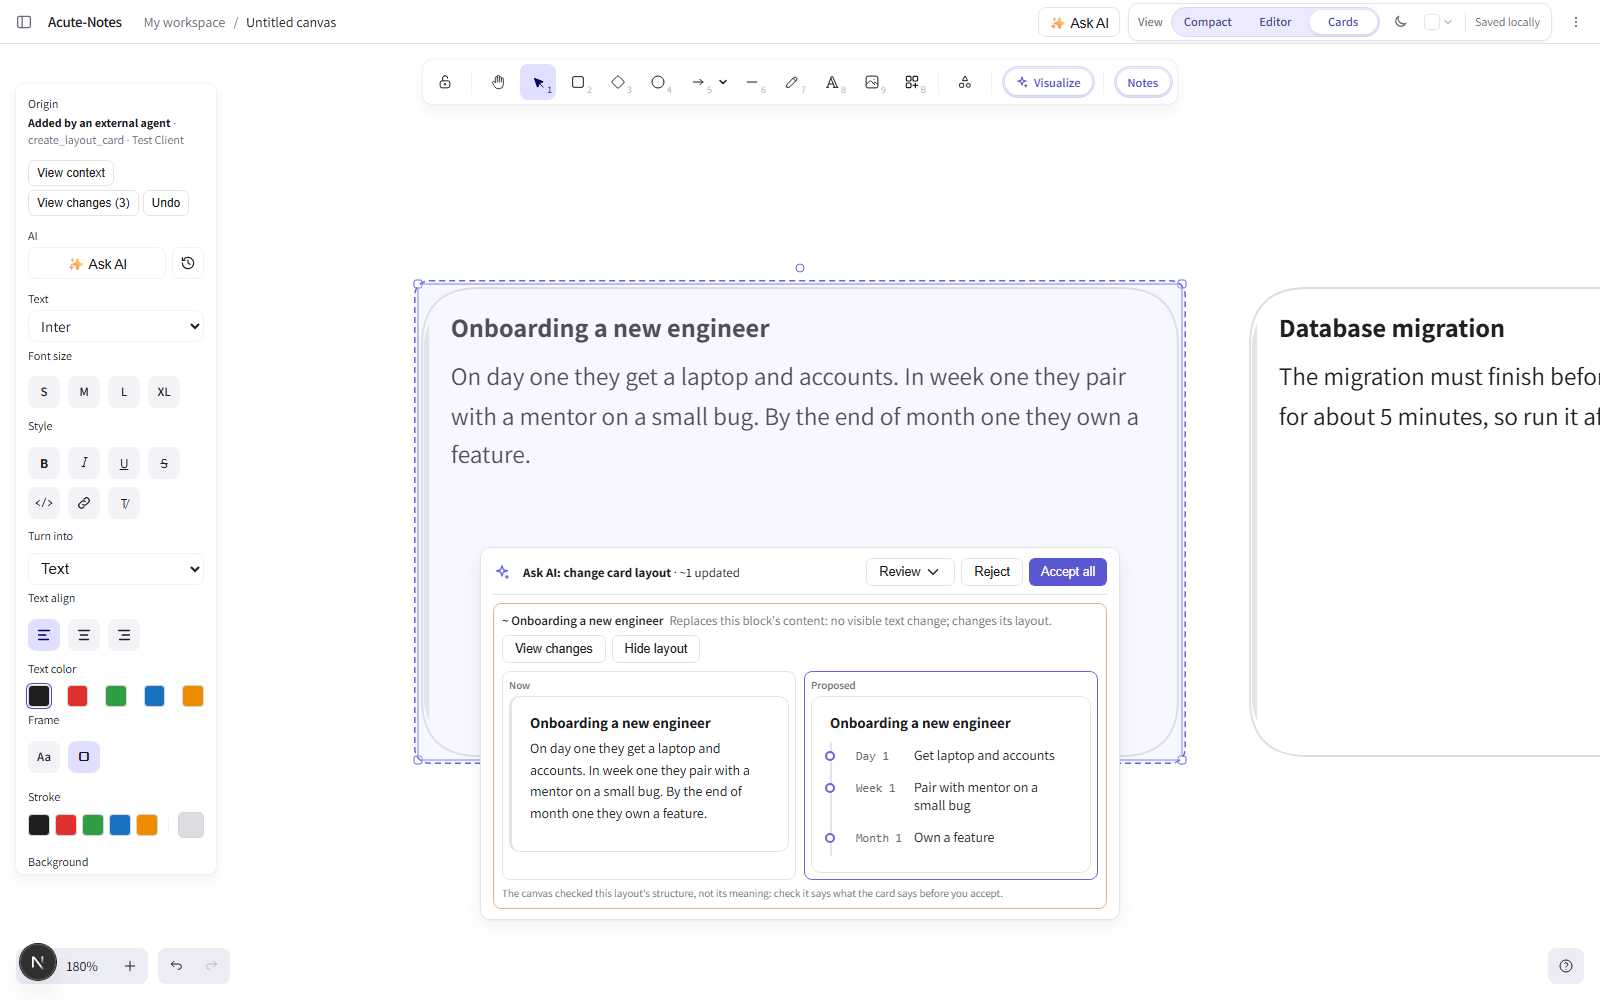 Acute-Notes
My workspace / Untitled canvas
Ask AI
View
Compact
Editor
Cards
Saved locally
1
2
3
4
5
6
7
8
9
B
Visualize
Notes
Origin
Added by an external agent ·
create_layout_card · Test Client
View context
View changes (3)
Undo
AI
Ask AI
Text
Inter
Font size
S
M
L
XL
Style
B
I
U
S
</>
T/
Turn into
Text
Text align
Text color
Frame
Aa
Stroke
Background
Onboarding a new engineer
On day one they get a laptop and accounts. In week one they pair
with a mentor on a small bug. By the end of month one they own a
feature.
Database migration
The migration must finish befor
for about 5 minutes, so run it af
Ask AI: change card layout · ~1 updated
Review
Reject
Accept all
~ Onboarding a new engineer Replaces this block's content: no visible text change; changes its layout.
View changes
Hide layout
Now
Onboarding a new engineer
On day one they get a laptop and
accounts. In week one they pair with a
mentor on a small bug. By the end of
month one they own a feature.
Proposed
Onboarding a new engineer
Day 1 Get laptop and accounts
Week 1 Pair with mentor on a
small bug
Month 1 Own a feature
The canvas checked this layout's structure, not its meaning: check it says what the card says before you accept.
N
180%